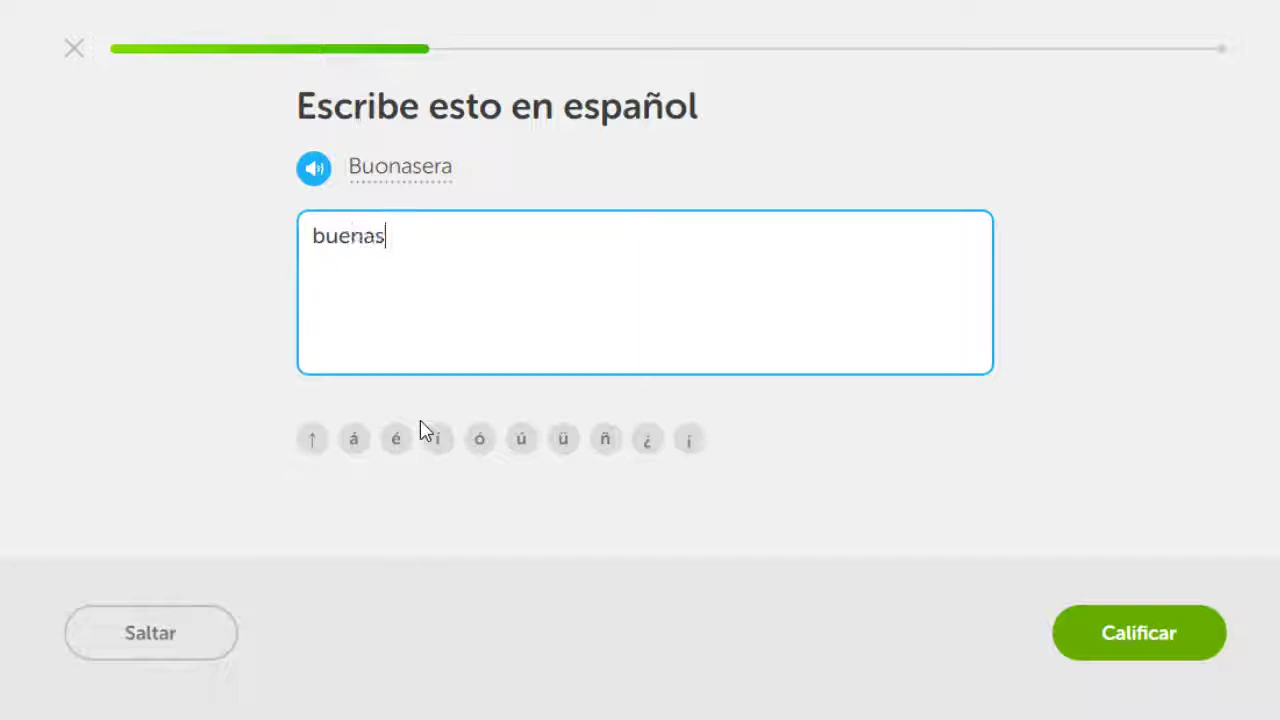 Escribe esto en español
Buonasera
buenas
↑ á é í ó ú ü ñ ¿ ¡
Saltar
Calificar